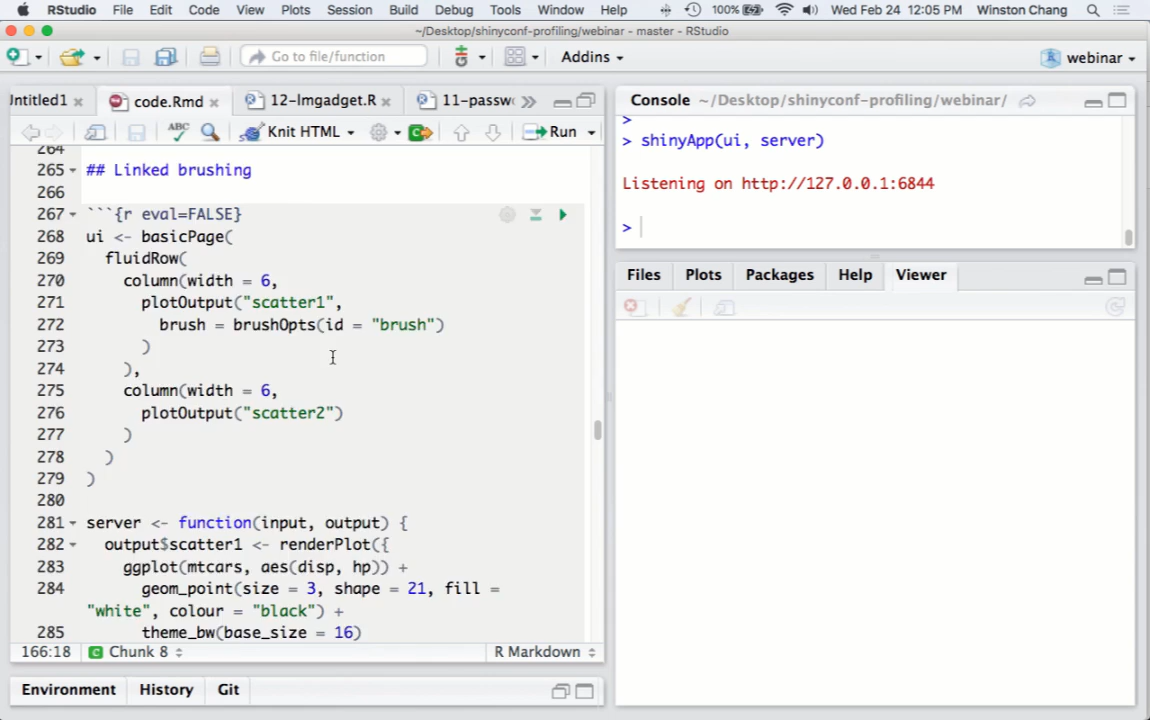 RStudio File Edit Code View Plots Session Build Debug Tools Window Help 100% Wed Feb 24 12:05 PM Winston Chang
~/Desktop/shinyconf-profiling/webinar - master - RStudio
Go to file/function Addins webinar
Intitled1 code.Rmd 12-lmgadget.R 11-passw
ABC Knit HTML Run
264
265 ## Linked brushing
266
267 ```{r eval=FALSE}
268 ui <- basicPage(
269 fluidRow(
270 column(width = 6,
271 plotOutput("scatter1",
272 brush = brushOpts(id = "brush")
273 )
274 ),
275 column(width = 6,
276 plotOutput("scatter2")
277 )
278 )
279 )
280
281 server <- function(input, output) {
282 output$scatter1 <- renderPlot({
283 ggplot(mtcars, aes(disp, hp)) +
284 geom_point(size = 3, shape = 21, fill =
"white", colour = "black") +
285 theme_bw(base_size = 16)
166:18 C Chunk 8 R Markdown
Environment History Git
Console ~/Desktop/shinyconf-profiling/webinar/
>
> shinyApp(ui, server)
Listening on http://127.0.0.1:6844
>
Files Plots Packages Help Viewer